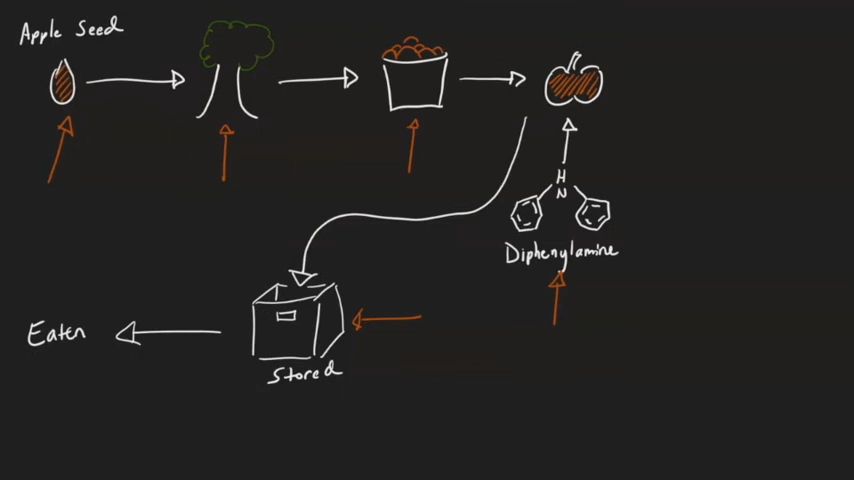 Apple Seed
H
N
Diphenylamine
Eaten
Stored